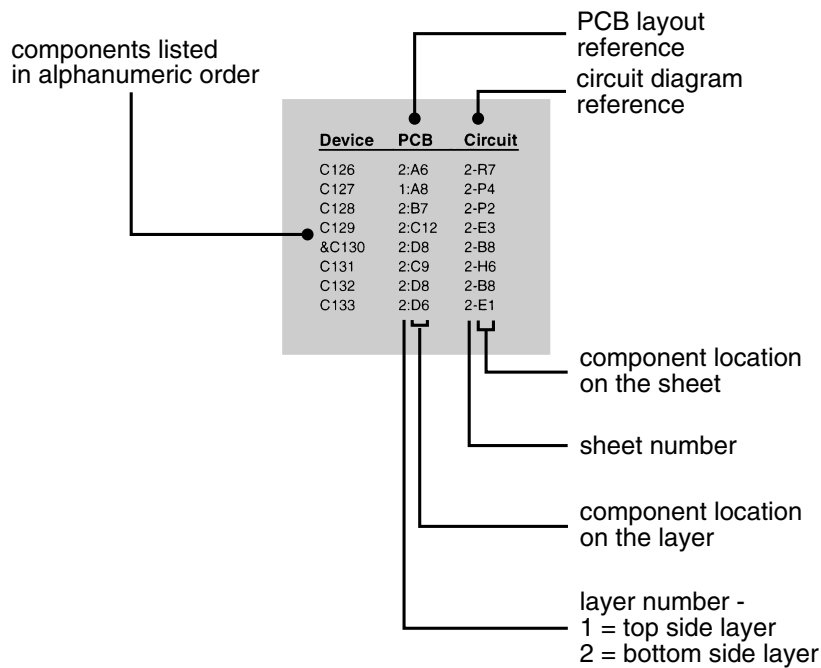 PCB layout
reference
components listed
in alphanumeric order
circuit diagram
reference
Device PCB Circuit
C126 2:A6 2-R7
C127 1:A8 2-P4
C128 2:B7 2-P2
C129 2:C12 2-E3
&C130 2:D8 2-B8
C131 2:C9 2-H6
C132 2:D8 2-B8
C133 2:D6 2-E1
component location
on the sheet
sheet number
component location
on the layer
layer number -
1 = top side layer
2 = bottom side layer